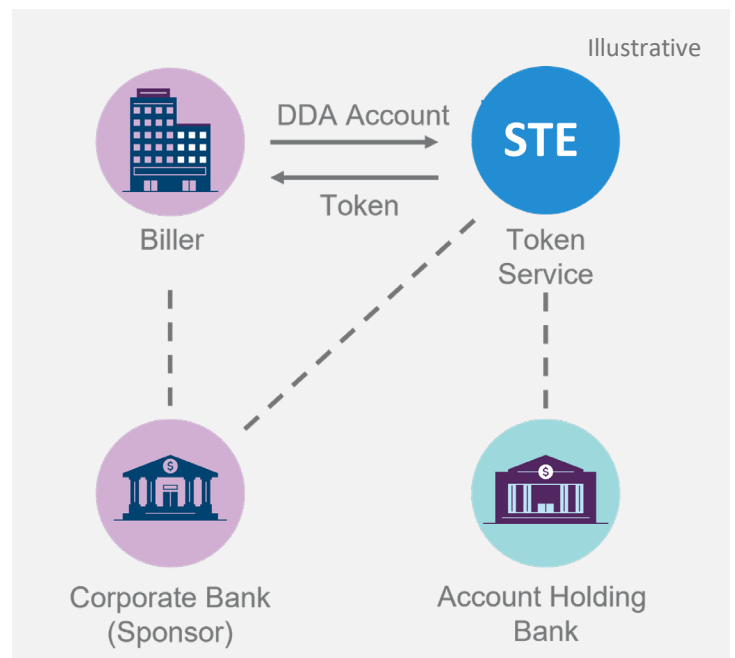 Illustrative
DDA Account
STE
Token
Biller
Token
Service
$
$
Corporate Bank
(Sponsor)
Account Holding
Bank